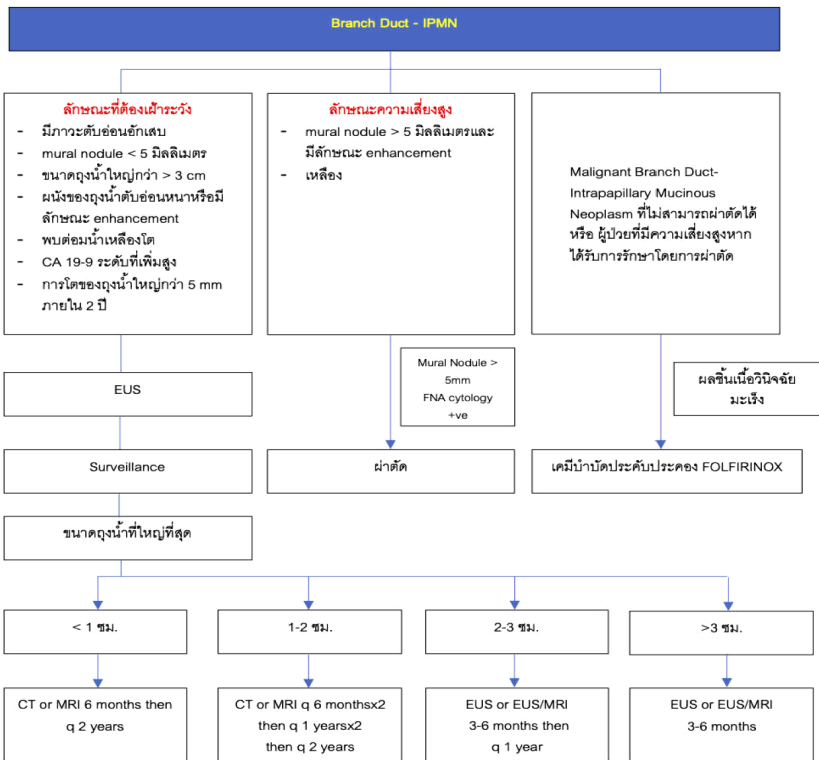 Branch Duct - IPMN
ลักษณะที่ต้องเฝ้าระวัง
- มีภาวะตับอ่อนอักเสบ
- mural nodule < 5 มิลลิเมตร
- ขนาดถุงน้ำใหญ่กว่า > 3 cm
- ผนังของถุงน้ำตับอ่อนหนาหรือมี
ลักษณะ enhancement
- พบต่อมน้ำเหลืองโต
- CA 19-9 ระดับที่เพิ่มสูง
- การโตของถุงน้ำใหญ่กว่า 5 mm
ภายใน 2 ปี
ลักษณะความเสี่ยงสูง
- mural nodule > 5 มิลลิเมตรและ
มีลักษณะ enhancement
- เหลือง
Malignant Branch Duct-
Intrapapillary Mucinous
Neoplasm ที่ไม่สามารถผ่าตัดได้
หรือ ผู้ป่วยที่มีความเสี่ยงสูงหาก
ได้รับการรักษาโดยการผ่าตัด
EUS
Mural Nodule >
5mm
FNA cytology
+ve
ผลชิ้นเนื้อวินิจฉัย
มะเร็ง
Surveillance
ผ่าตัด
เคมีบำบัดประคับประคอง FOLFIRINOX
ขนาดถุงน้ำที่ใหญ่ที่สุด
< 1 ซม.
1-2 ซม.
2-3 ซม.
>3 ซม.
CT or MRI 6 months then
q 2 years
CT or MRI q 6 monthsx2
then q 1 yearsx2
then q 2 years
EUS or EUS/MRI
3-6 months then
q 1 year
EUS or EUS/MRI
3-6 months